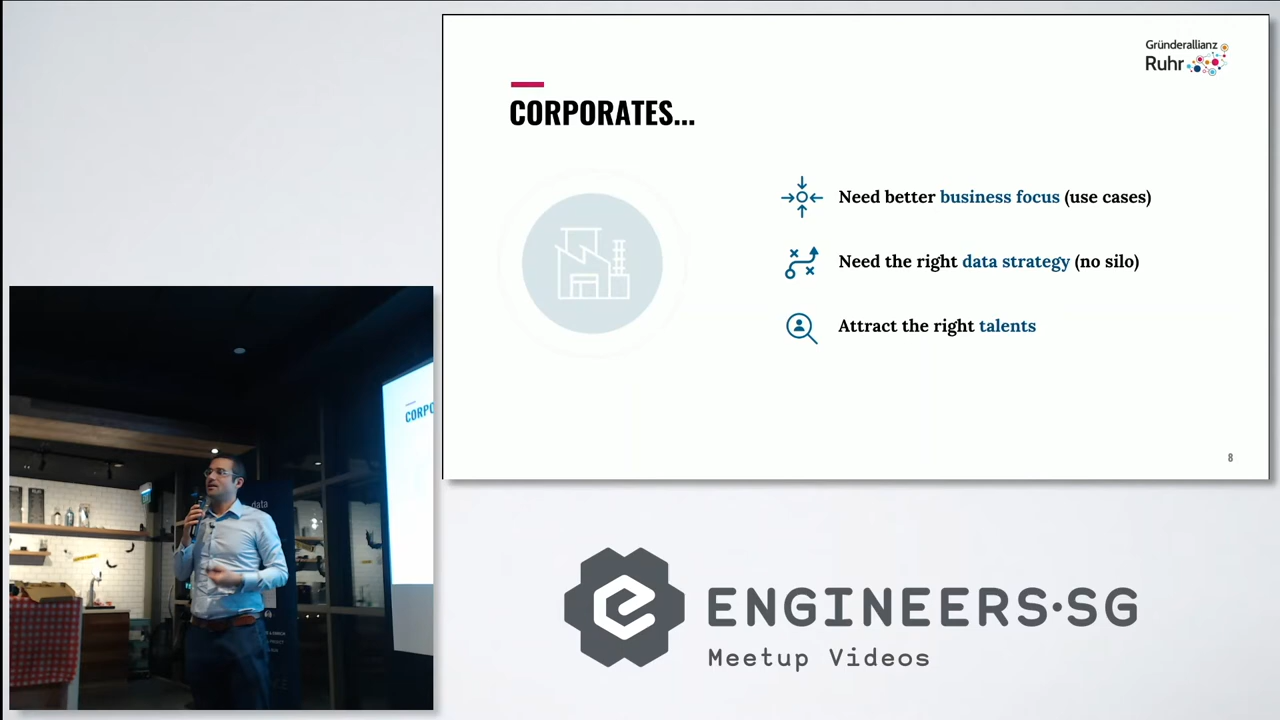 Gründerallianz
Ruhr
CORPORATES...
Need better business focus (use cases)
Need the right data strategy (no silo)
Attract the right talents
8
CORPO
data
ENGINEERS•SG
Meetup Videos